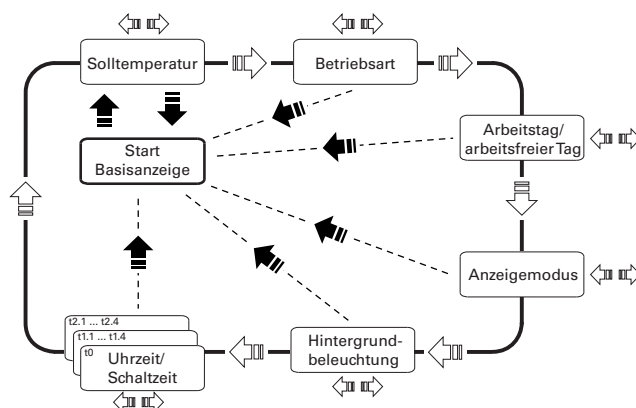 Solltemperatur
Betriebsart
Start
Basisanzeige
Arbeitstag/
arbeitsfreier Tag
Anzeigemodus
t2.1 ... t2.4
t1.1 ... t1.4
t0
Uhrzeit/
Schaltzeit
Hintergrund-
beleuchtung